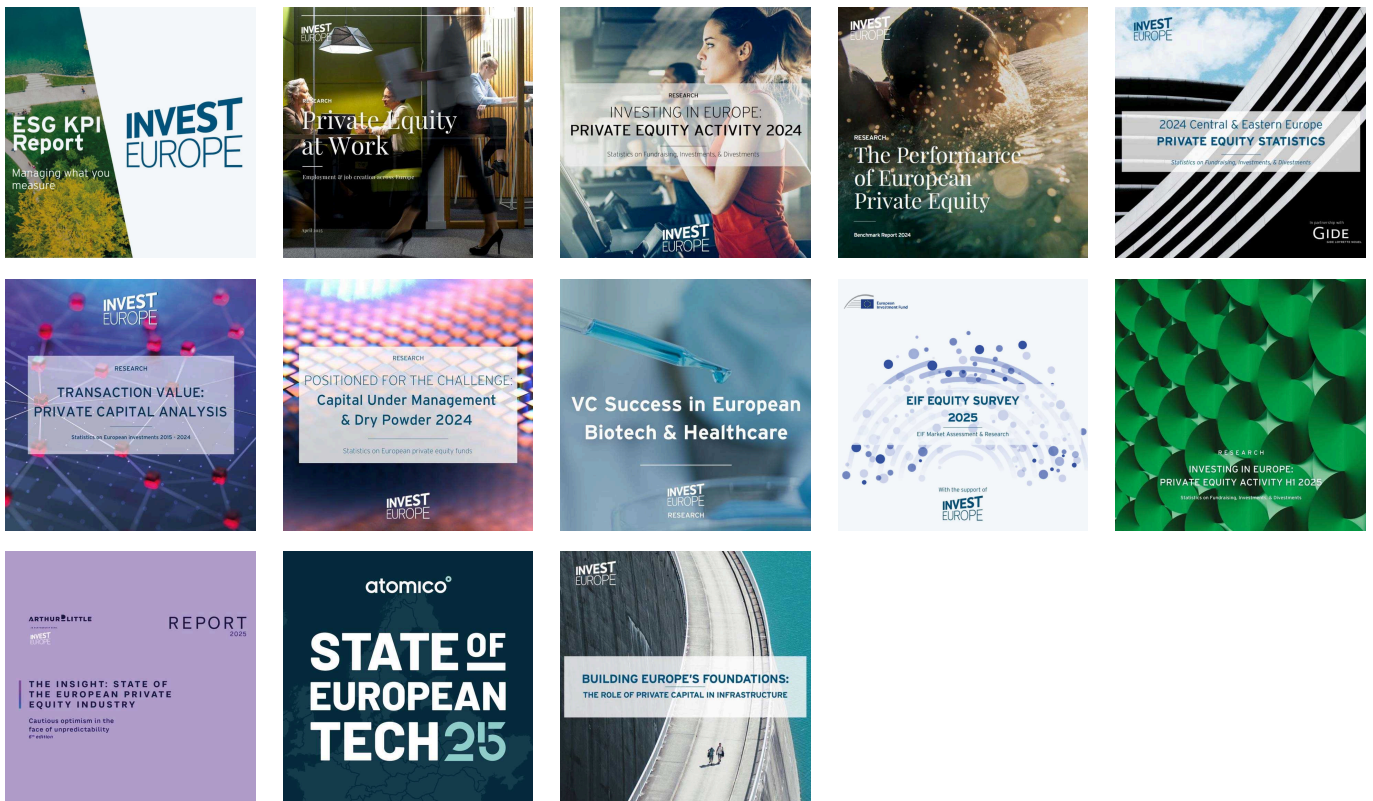 ESG KPI
Report
Managing what you
measure
INVEST
EUROPE
INVEST
EUROPE
RESEARCH
Private Equity
at Work
Employment & job creation across Europe
INVEST
EUROPE
RESEARCH
INVESTING IN EUROPE:
PRIVATE EQUITY ACTIVITY 2024
Statistics on Fundraising, Investments, & Divestments
INVEST
EUROPE
INVEST
EUROPE
RESEARCH
The Performance
of European
Private Equity
Benchmark Report 2024
INVEST
EUROPE
2024 Central & Eastern Europe
PRIVATE EQUITY STATISTICS
Statistics on Fundraising, Investments, & Divestments
In partnership with
GIDE
INVEST
EUROPE
RESEARCH
TRANSACTION VALUE:
PRIVATE CAPITAL ANALYSIS
Statistics on European investments 2015 - 2024
RESEARCH
POSITIONED FOR THE CHALLENGE:
Capital Under Management
& Dry Powder 2024
Statistics on European private equity funds
INVEST
EUROPE
VC Success in European
Biotech & Healthcare
INVEST
EUROPE
RESEARCH
European
Investment Fund
EIF EQUITY SURVEY
2025
EIF Market Assessment & Research
With the support of
INVEST
EUROPE
RESEARCH
INVESTING IN EUROPE:
PRIVATE EQUITY ACTIVITY H1 2025
Statistics on Fundraising, Investments, & Divestments
ARTHUR D LITTLE
INVEST
EUROPE
REPORT
2025
THE INSIGHT: STATE OF
THE EUROPEAN PRIVATE
EQUITY INDUSTRY
Cautious optimism in the
face of unpredictability
atomico
STATE OF
EUROPEAN
TECH 25
INVEST
EUROPE
BUILDING EUROPE'S FOUNDATIONS:
THE ROLE OF PRIVATE CAPITAL IN INFRASTRUCTURE